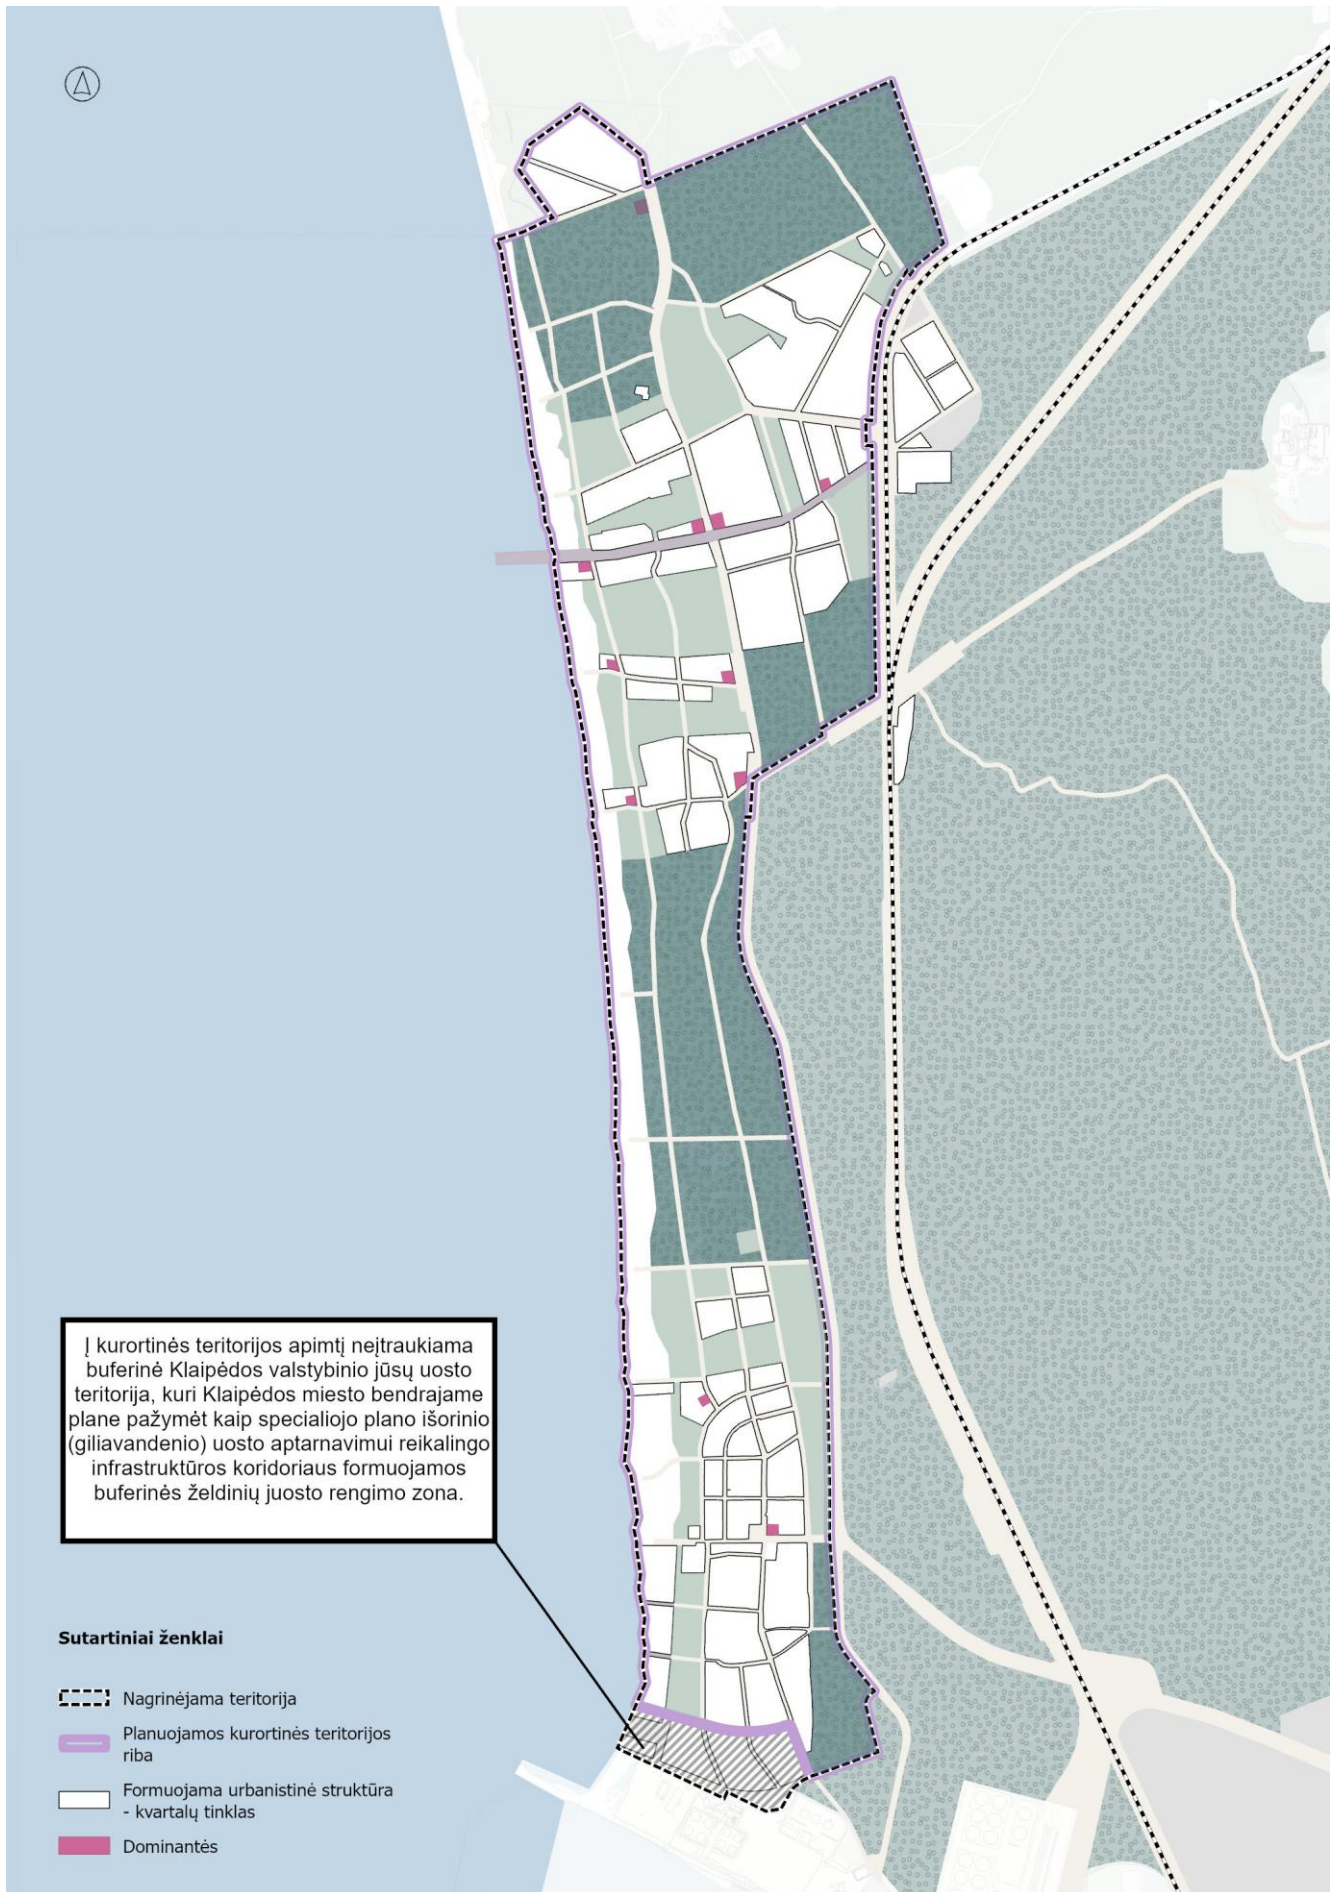 Į kurortinės teritorijos apimtį neįtraukiama
buferinė Klaipėdos valstybinio jūsų uosto
teritorija, kuri Klaipėdos miesto bendrajame
plane pažymėt kaip specialiojo plano išorinio
(giliavandenio) uosto aptarnavimui reikalingo
infrastruktūros koridoriaus formuojamos
buferinės želdinių juosto rengimo zona.
Sutartiniai ženklai
Nagrinėjama teritorija
Planuojamos kurortinės teritorijos
riba
Formuojama urbanistinė struktūra
- kvartalų tinklas
Dominantės